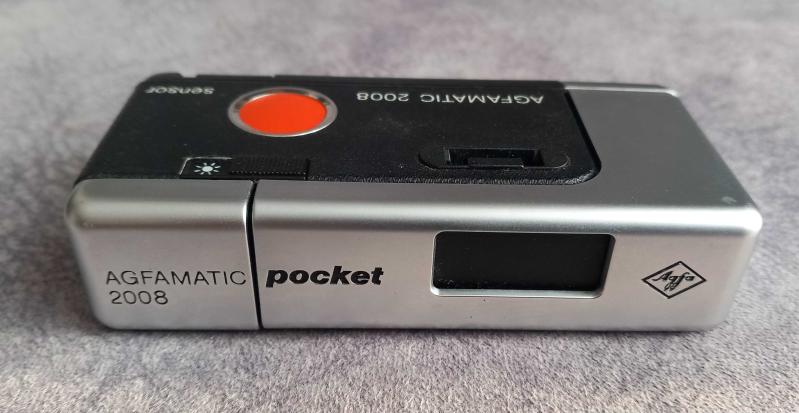 sensor
AGFAMATIC 2008
AGFAMATIC
2008
pocket
Agfa